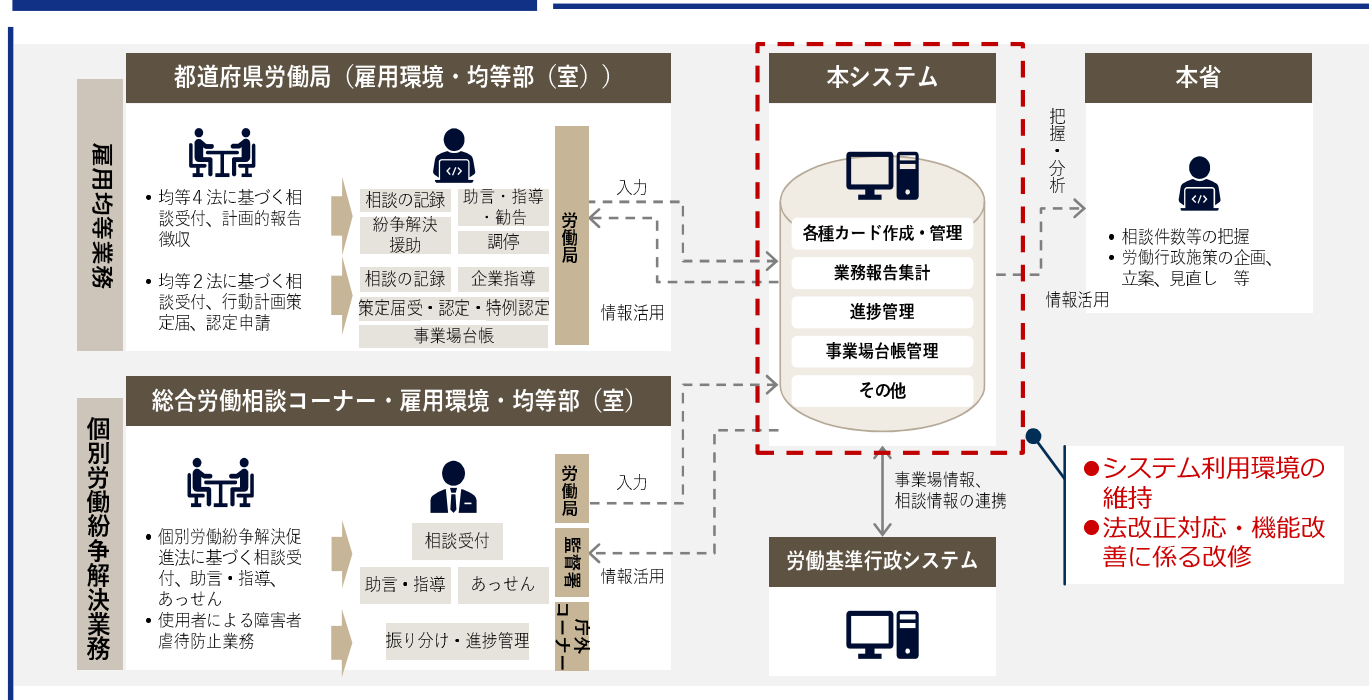 雇用均等業務
都道府県労働局（雇用環境・均等部（室））
• 均等４法に基づく相
談受付、計画的報告
徴収
• 均等２法に基づく相
談受付、行動計画策
定届、認定申請
相談の記録
助言・指導
・勧告
紛争解決
援助
調停
相談の記録
企業指導
策定届受・認定・特例認定
事業場台帳
労働局
入力
情報活用
個別労働紛争解決業務
総合労働相談コーナー・雇用環境・均等部（室）
• 個別労働紛争解決促
進法に基づく相談受
付、助言・指導、
あっせん
• 使用者による障害者
虐待防止業務
相談受付
助言・指導
あっせん
振り分け・進捗管理
労働局
監督署
庁外
コーナー
入力
情報活用
本システム
各種カード作成・管理
業務報告集計
進捗管理
事業場台帳管理
その他
事業場情報、
相談情報の連携
労働基準行政システム
把握・分析
情報活用
本省
• 相談件数等の把握
• 労働行政施策の企画、
立案、見直し　等
●システム利用環境の
維持
●法改正対応・機能改
善に係る改修